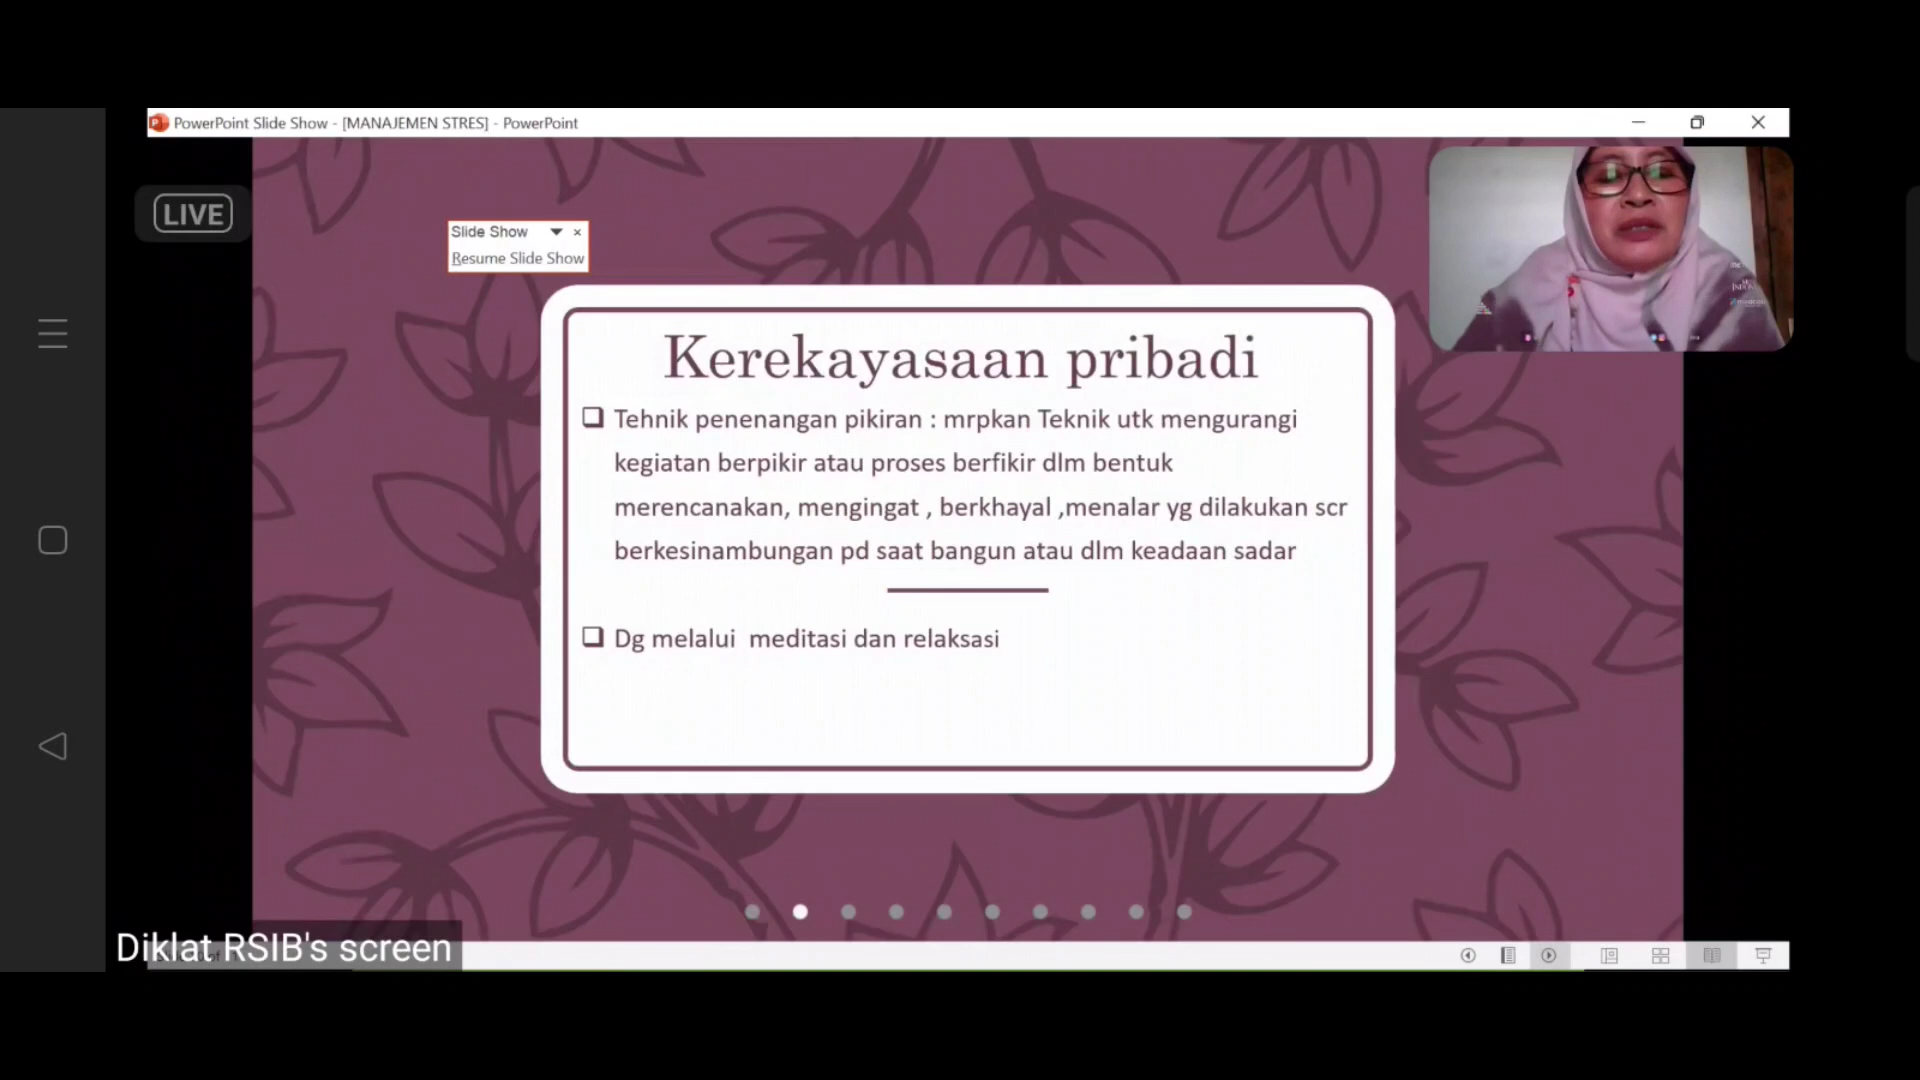 PowerPoint Slide Show - [MANAJEMEN STRES] - PowerPoint
LIVE
Slide Show
Resume Slide Show
Kerekayasaan pribadi
Tehnik penenangan pikiran : mrpkan Teknik utk mengurangi
kegiatan berpikir atau proses berfikir dlm bentuk
merencanakan, mengingat , berkhayal ,menalar yg dilakukan scr
berkesinambungan pd saat bangun atau dlm keadaan sadar
Dg melalui meditasi dan relaksasi
Diklat RSIB's screen